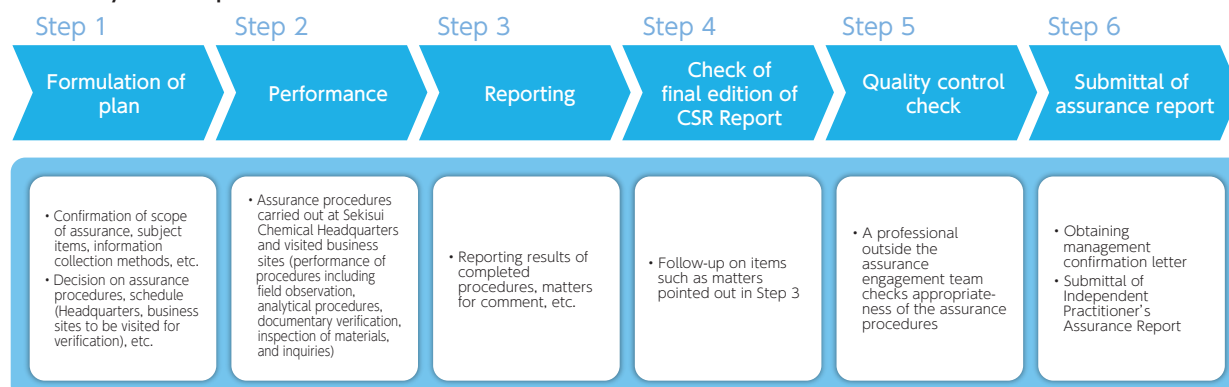 Step 1
Step 2
Step 3
Step 4
Step 5
Step 6
Formulation of
plan
Performance
Reporting
Check of
final edition of
CSR Report
Quality control
check
Submittal of
assurance report
• Confirmation of scope
of assurance, subject
items, information
collection methods, etc.
• Decision on assurance
procedures, schedule
(Headquarters, business
sites to be visited for
verification), etc.
• Assurance procedures
carried out at Sekisui
Chemical Headquarters
and visited business
sites (performance of
procedures including
field observation,
analytical procedures,
documentary verification,
inspection of materials,
and inquiries)
• Reporting results of
completed
procedures, matters
for comment, etc.
• Follow-up on items
such as matters
pointed out in Step 3
• A professional
outside the
assurance
engagement team
checks appropriate-
ness of the assurance
procedures
• Obtaining
management
confirmation letter
• Submittal of
Independent
Practitioner's
Assurance Report